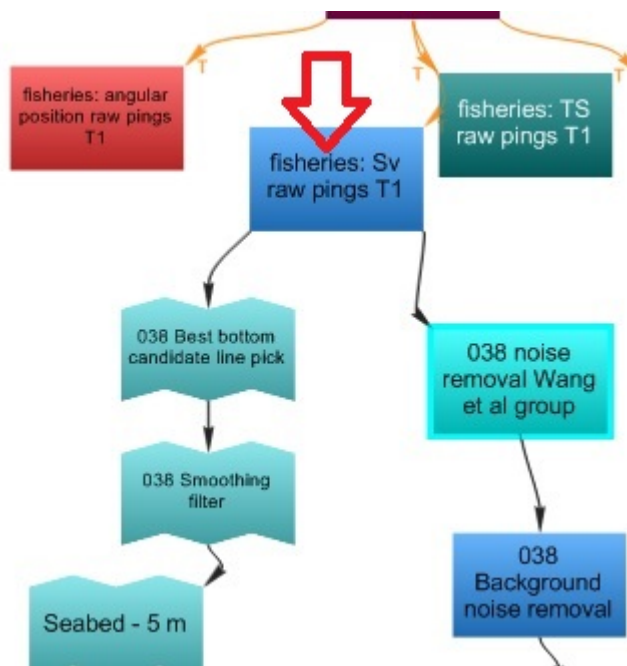 fisheries: angular
position raw pings
T1
T
T
T
fisheries: TS
raw pings T1
fisheries: Sv
raw pings T1
038 Best bottom
candidate line pick
038 noise
removal Wang
et al group
038 Smoothing
filter
038
Background
noise removal
Seabed - 5 m